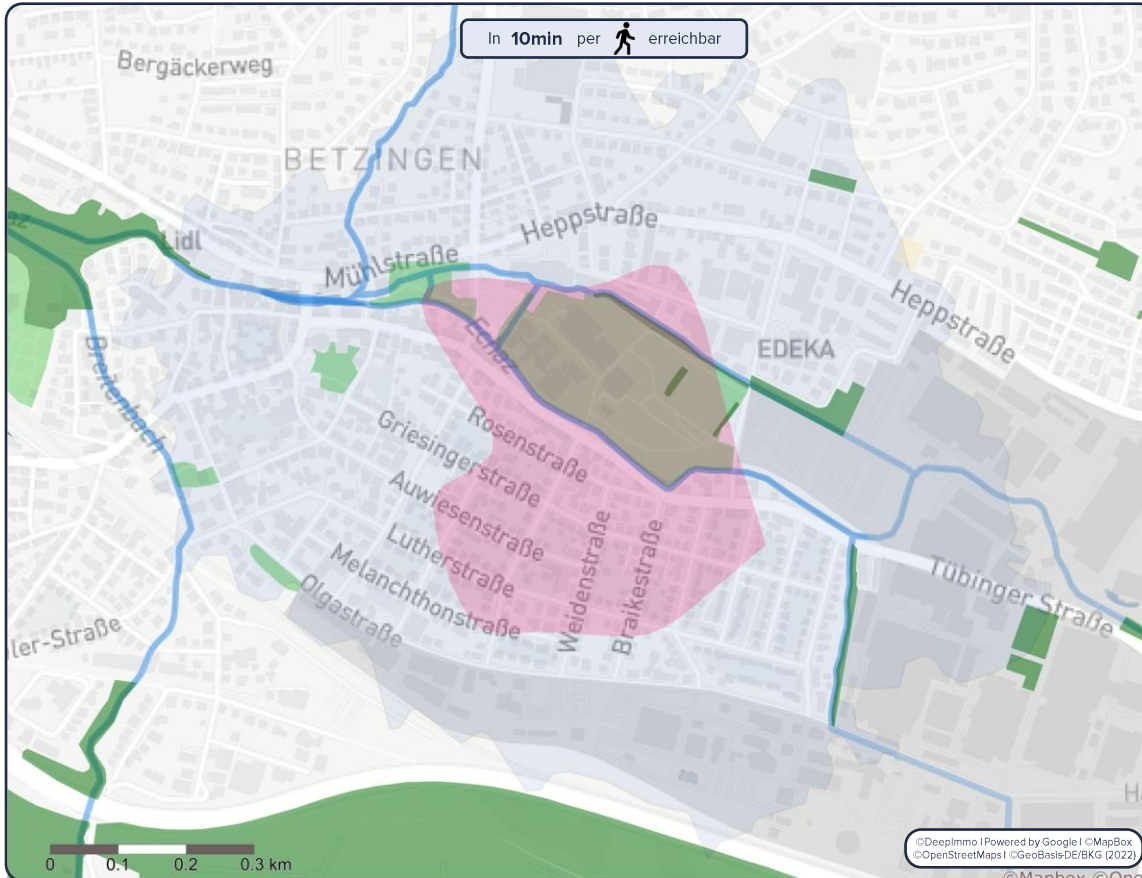 In 10min per erreichbar
Bergäckerweg
BETZINGEN
Heppstraße
Lidl
Mühlstraße
Heppstraße
Echaz
EDEKA
Breitenbach
Rosenstraße
Griesingerstraße
Auwiesenstraße
Lutherstraße
Melanchthonstraße
Olgastraße
Weidenstraße
Braikestraße
Tübinger Straße
ler-Straße
0 0.1 0.2 0.3 km
©DeepImmo | Powered by Google | ©MapBox
©OpenStreetMaps | ©GeoBasis-DE/BKG (2022)